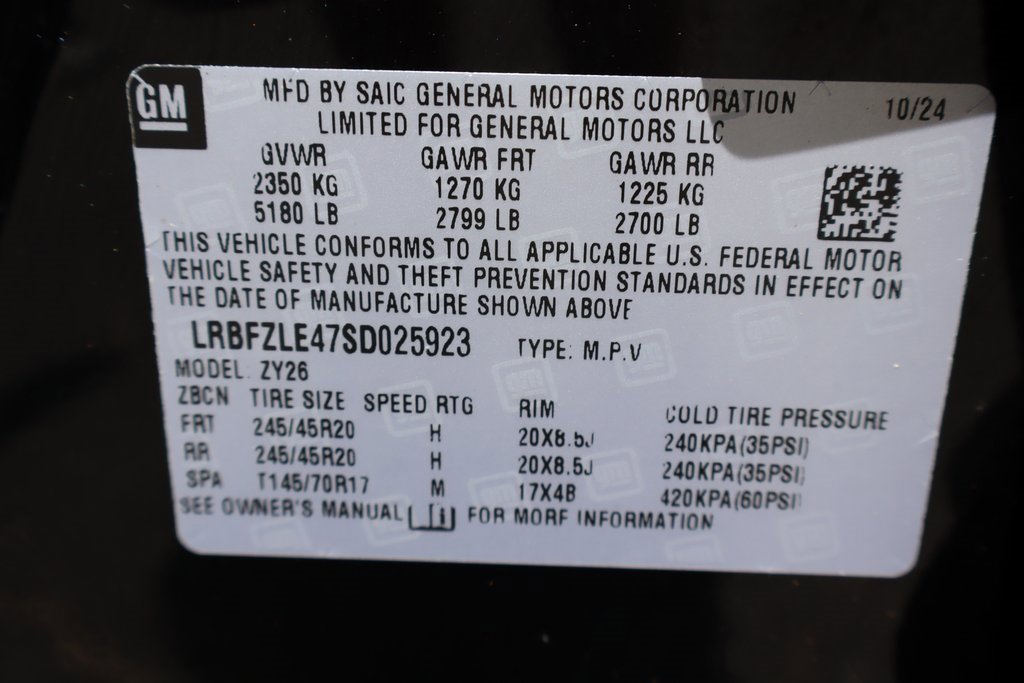 GM
MFD BY SAIC GENERAL MOTORS CORPORATION 10/24
LIMITED FOR GENERAL MOTORS LLC
GVWR GAWR FRT GAWR RR
2350 KG 1270 KG 1225 KG
5180 LB 2799 LB 2700 LB
THIS VEHICLE CONFORMS TO ALL APPLICABLE U.S. FEDERAL MOTOR
VEHICLE SAFETY AND THEFT PREVENTION STANDARDS IN EFFECT ON
THE DATE OF MANUFACTURE SHOWN ABOVE
LRBFZLE47SD025923 TYPE: M.P.V
MODEL: ZY26
ZBCN TIRE SIZE SPEED RTG RIM COLD TIRE PRESSURE
FRT 245/45R20 H 20X8.5J 240KPA(35PSI)
RR 245/45R20 H 20X8.5J 240KPA(35PSI)
SPA T145/70R17 M 17X4B 420KPA(60PSI)
SEE OWNER'S MANUAL FOR MORE INFORMATION